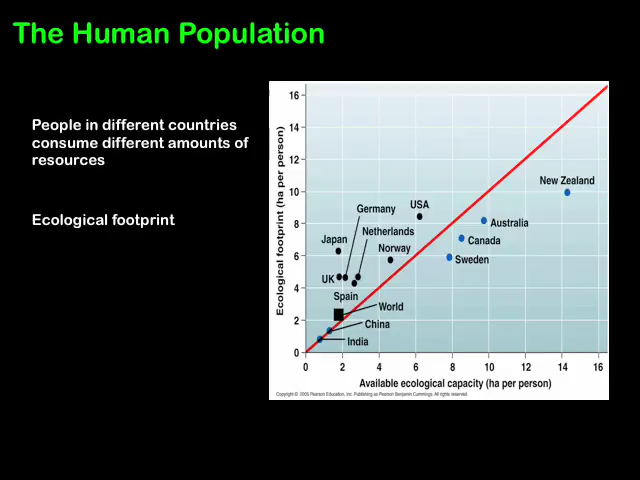 The Human Population
People in different countries
consume different amounts of
resources
Ecological footprint
Ecological footprint (ha per person)
16
14
12
10
8
6
4
2
0
New Zealand
USA
Germany
Australia
Netherlands
Japan
Canada
Norway
Sweden
UK
Spain
World
China
India
0 2 4 6 8 10 12 14 16
Available ecological capacity (ha per person)
Copyright © 2005 Pearson Education, Inc. Publishing as Pearson Benjamin Cummings. All rights reserved.